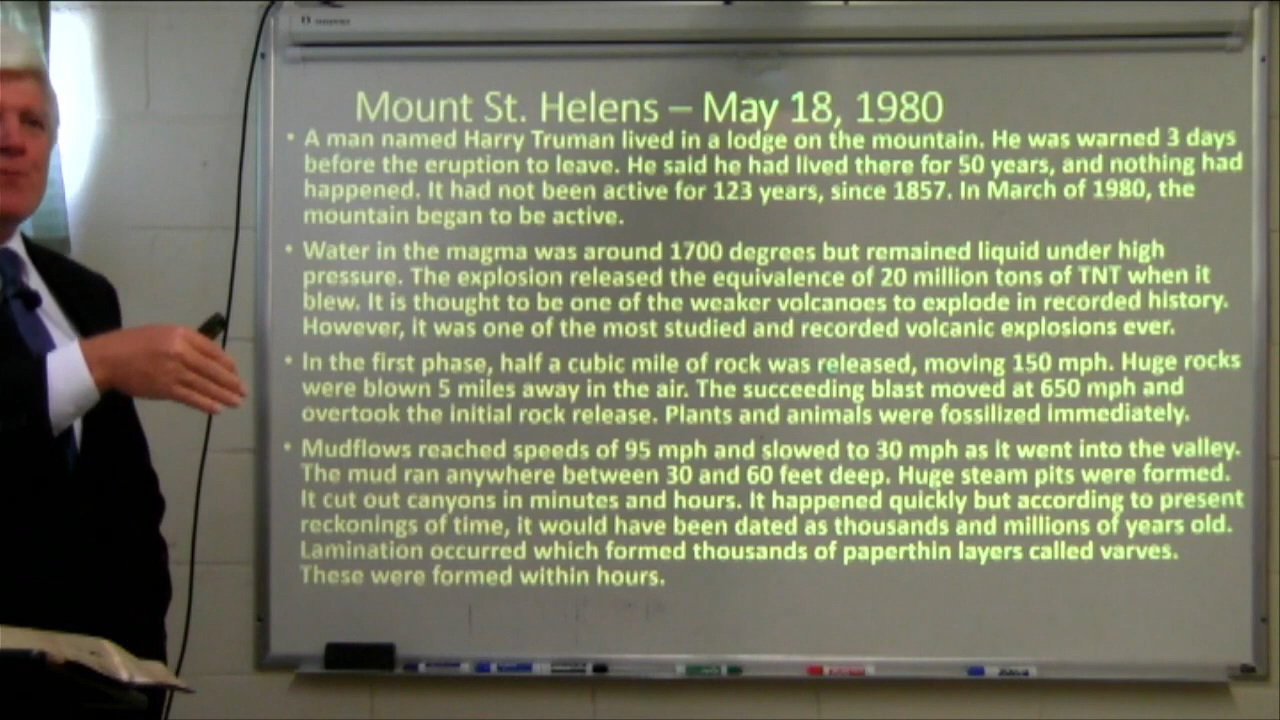 Mount St. Helens – May 18, 1980
• A man named Harry Truman lived in a lodge on the mountain. He was warned 3 days
before the eruption to leave. He said he had lived there for 50 years, and nothing had
happened. It had not been active for 123 years, since 1857. In March of 1980, the
mountain began to be active.
• Water in the magma was around 1700 degrees but remained liquid under high
pressure. The explosion released the equivalence of 20 million tons of TNT when it
blew. It is thought to be one of the weaker volcanoes to explode in recorded history.
However, it was one of the most studied and recorded volcanic explosions ever.
• In the first phase, half a cubic mile of rock was released, moving 150 mph. Huge rocks
were blown 5 miles away in the air. The succeeding blast moved at 650 mph and
overtook the initial rock release. Plants and animals were fossilized immediately.
• Mudflows reached speeds of 95 mph and slowed to 30 mph as it went into the valley.
The mud ran anywhere between 30 and 60 feet deep. Huge steam pits were formed.
It cut out canyons in minutes and hours. It happened quickly but according to present
reckonings of time, it would have been dated as thousands and millions of years old.
Lamination occurred which formed thousands of paperthin layers called varves.
These were formed within hours.